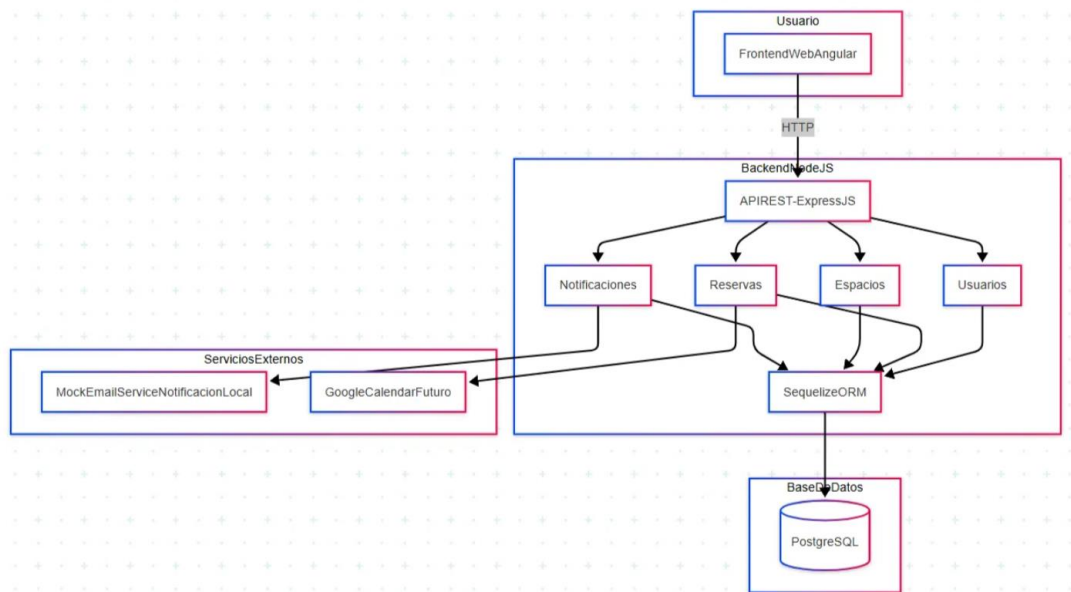 Usuario
FrontendWebAngular
HTTP
BackendNodeJS
APIREST-ExpressJS
Notificaciones
Reservas
Espacios
Usuarios
ServiciosExternos
MockEmailServiceNotificacionLocal
GoogleCalendarFuturo
SequelizeORM
BaseDeDatos
PostgreSQL